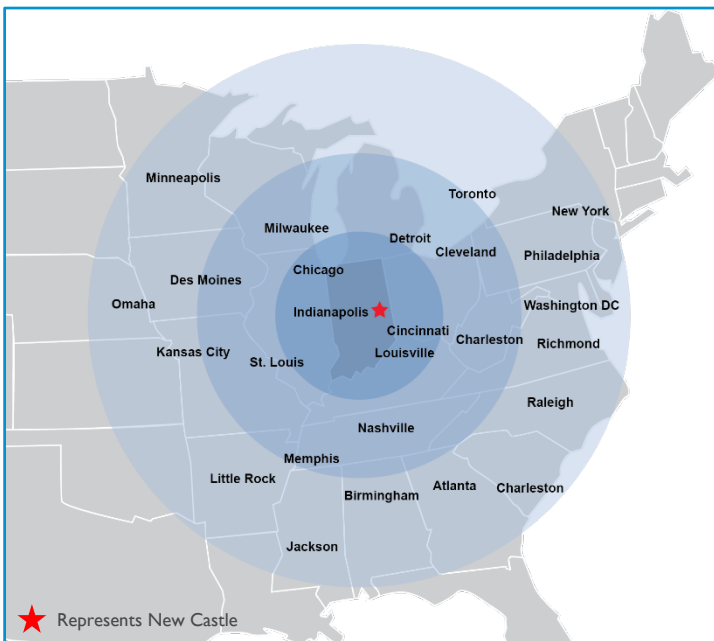 Minneapolis
Toronto
New York
Milwaukee
Detroit
Cleveland
Philadelphia
Chicago
Des Moines
Omaha
Indianapolis
Washington DC
Cincinnati
Charleston
Richmond
Kansas City
Louisville
St. Louis
Raleigh
Nashville
Memphis
Little Rock
Atlanta
Charleston
Birmingham
Jackson
Represents New Castle